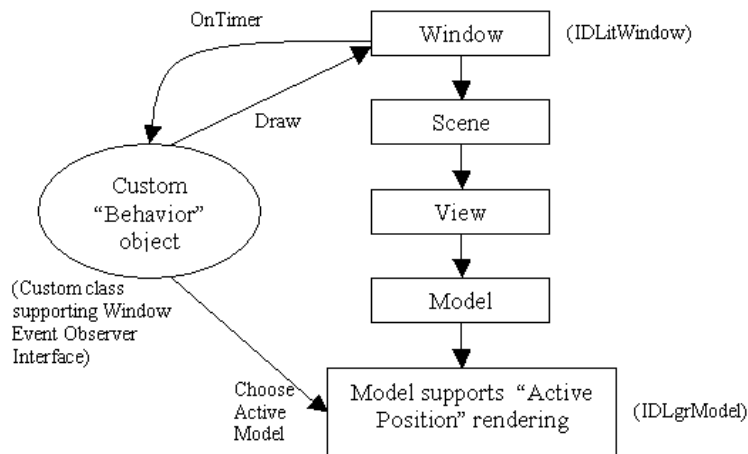 OnTimer
Window
(IDLitWindow)
Draw
Scene
Custom
“Behavior”
object
View
(Custom class
supporting Window
Event Observer
Interface)
Model
Choose
Active
Model
Model supports “Active
Position” rendering
(IDLgrModel)